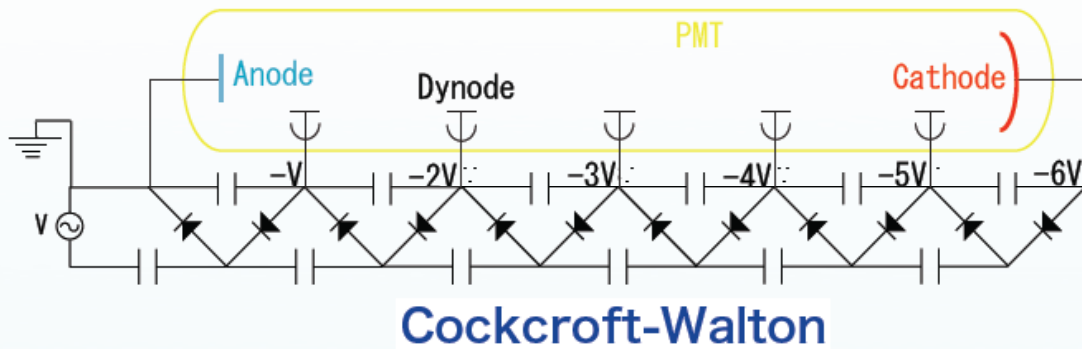 PMT
Anode
Cathode
Dynode
-V
-2V
-3V
-4V
-5V
-6V
V
Cockcroft-Walton